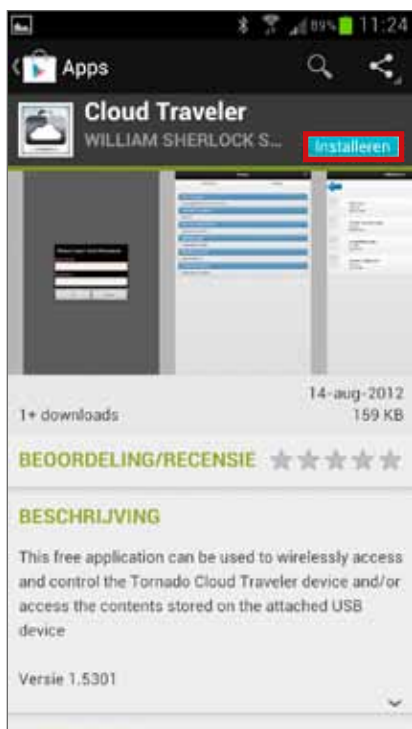 89% 11:24
Apps
Cloud Traveler
WILLIAM SHERLOCK S...
Installeren
14-aug-2012
1+ downloads 159 KB
BEOORDELING/RECENSIE
BESCHRIJVING
This free application can be used to wirelessly access
and control the Tornado Cloud Traveler device and/or
access the contents stored on the attached USB
device
Versie 1.5301